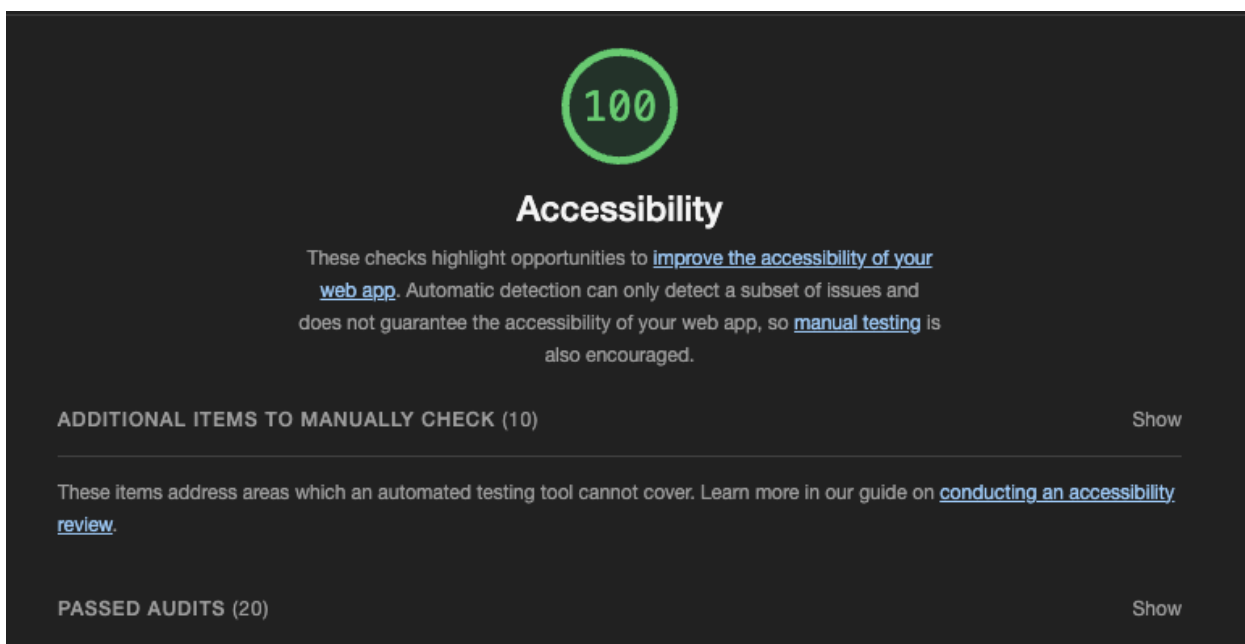 100
Accessibility
These checks highlight opportunities to improve the accessibility of your
web app. Automatic detection can only detect a subset of issues and
does not guarantee the accessibility of your web app, so manual testing is
also encouraged.
ADDITIONAL ITEMS TO MANUALLY CHECK (10) Show
These items address areas which an automated testing tool cannot cover. Learn more in our guide on conducting an accessibility
review.
PASSED AUDITS (20) Show